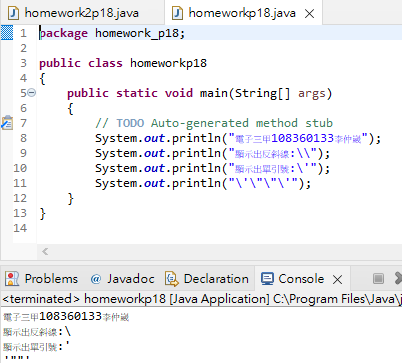 homework2p18.java homeworkp18.java
1 package homework_p18;
2
3 public class homeworkp18
4 {
5 public static void main(String[] args)
6 {
7 // TODO Auto-generated method stub
8 System.out.println("電子三甲108360133李仲崴");
9 System.out.println("顯示出反斜線:\\");
10 System.out.println("顯示出單引號:\'");
11 System.out.println("\'\"\"\'");
12 }
13 }
14
Problems @ Javadoc Declaration Console
<terminated> homeworkp18 [Java Application] C:\Program Files\Java\j
電子三甲108360133李仲崴
顯示出反斜線:\
顯示出單引號:'
'""'